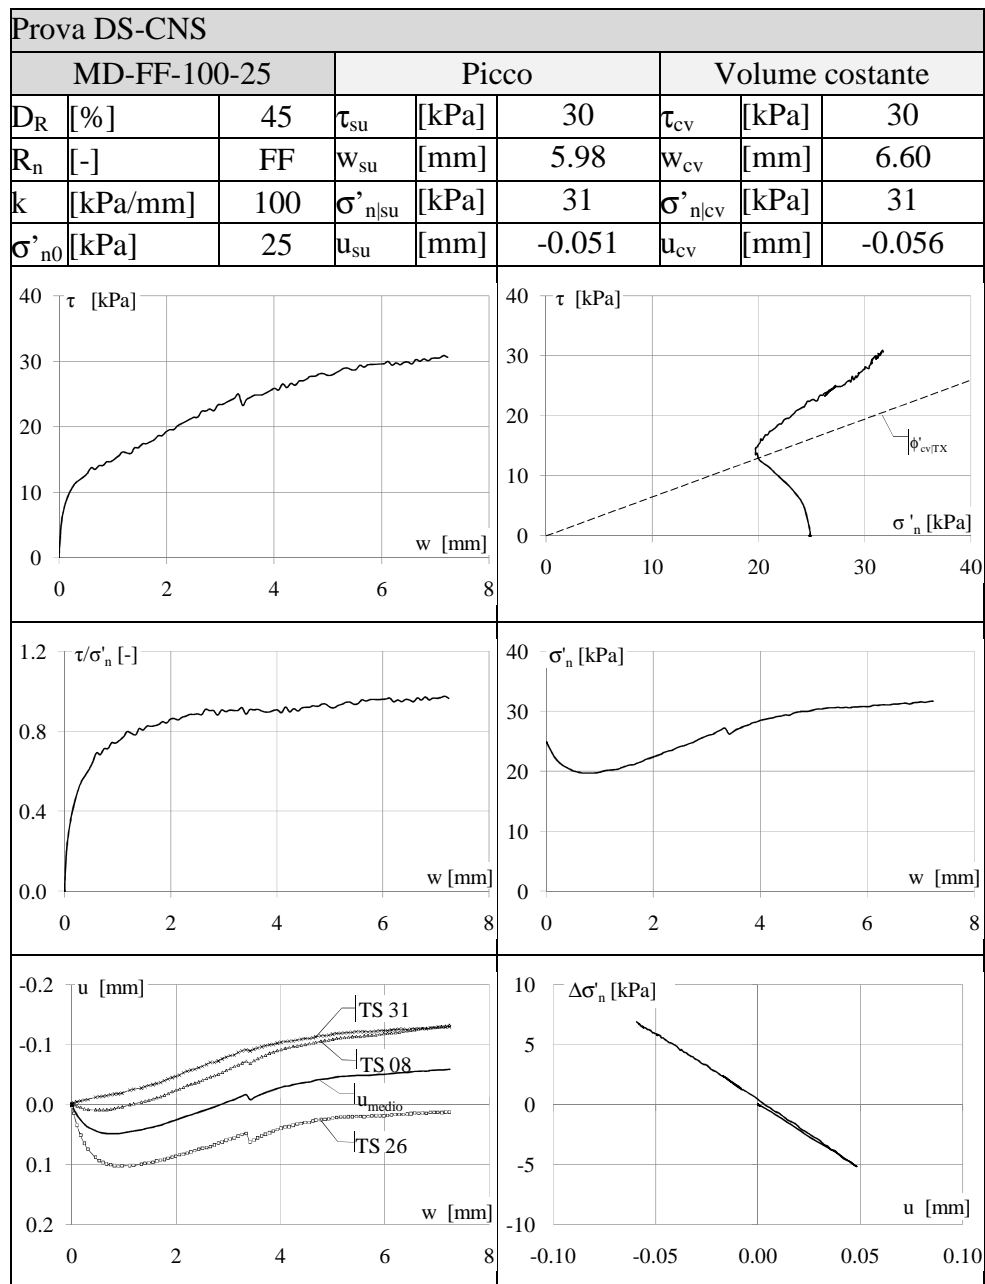 Prova DS-CNS
MD-FF-100-25 Picco Volume costante
D_R [%] 45 τ_su [kPa] 30 τ_cv [kPa] 30
R_n [-] FF w_su [mm] 5.98 w_cv [mm] 6.60
k [kPa/mm] 100 σ'_n|su [kPa] 31 σ'_n|cv [kPa] 31
σ'_n0 [kPa] 25 u_su [mm] -0.051 u_cv [mm] -0.056
τ [kPa]
40
30
20
10
0
w [mm]
0 2 4 6 8
τ [kPa]
40
30
20
10
0
ϕ'_cv|TX
σ'_n [kPa]
0 10 20 30 40
τ/σ'_n [-]
1.2
0.8
0.4
0.0
w [mm]
0 2 4 6 8
σ'_n [kPa]
40
30
20
10
0
w [mm]
0 2 4 6 8
u [mm]
-0.2
-0.1
0.0
0.1
0.2
TS 31
TS 08
u_medio
TS 26
w [mm]
0 2 4 6 8
Δσ'_n [kPa]
10
5
0
-5
-10
u [mm]
-0.10 -0.05 0.00 0.05 0.10